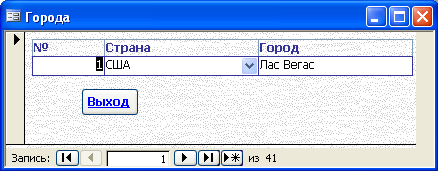 Города
№ Страна Город
1 США Лас Вегас
Выход
Запись: 1 из 41